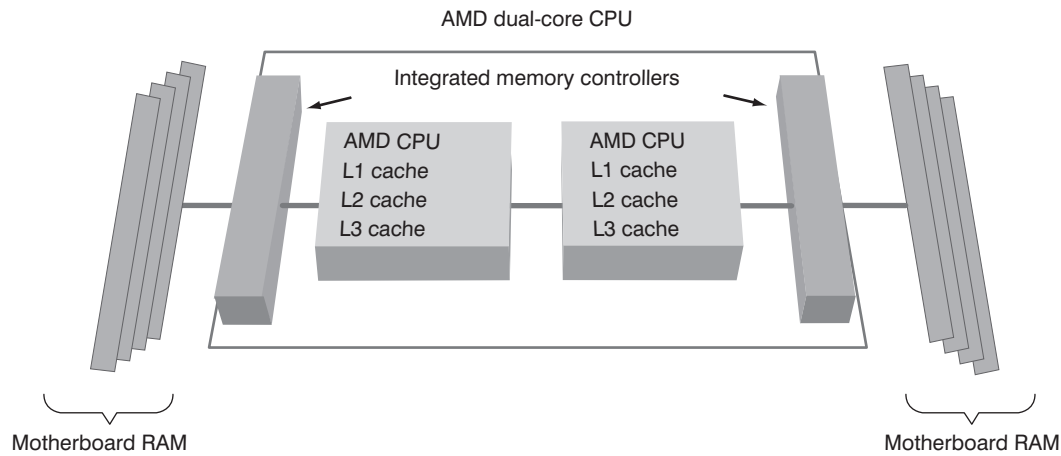 AMD dual-core CPU
Integrated memory controllers
AMD CPU
L1 cache
L2 cache
L3 cache
AMD CPU
L1 cache
L2 cache
L3 cache
Motherboard RAM
Motherboard RAM